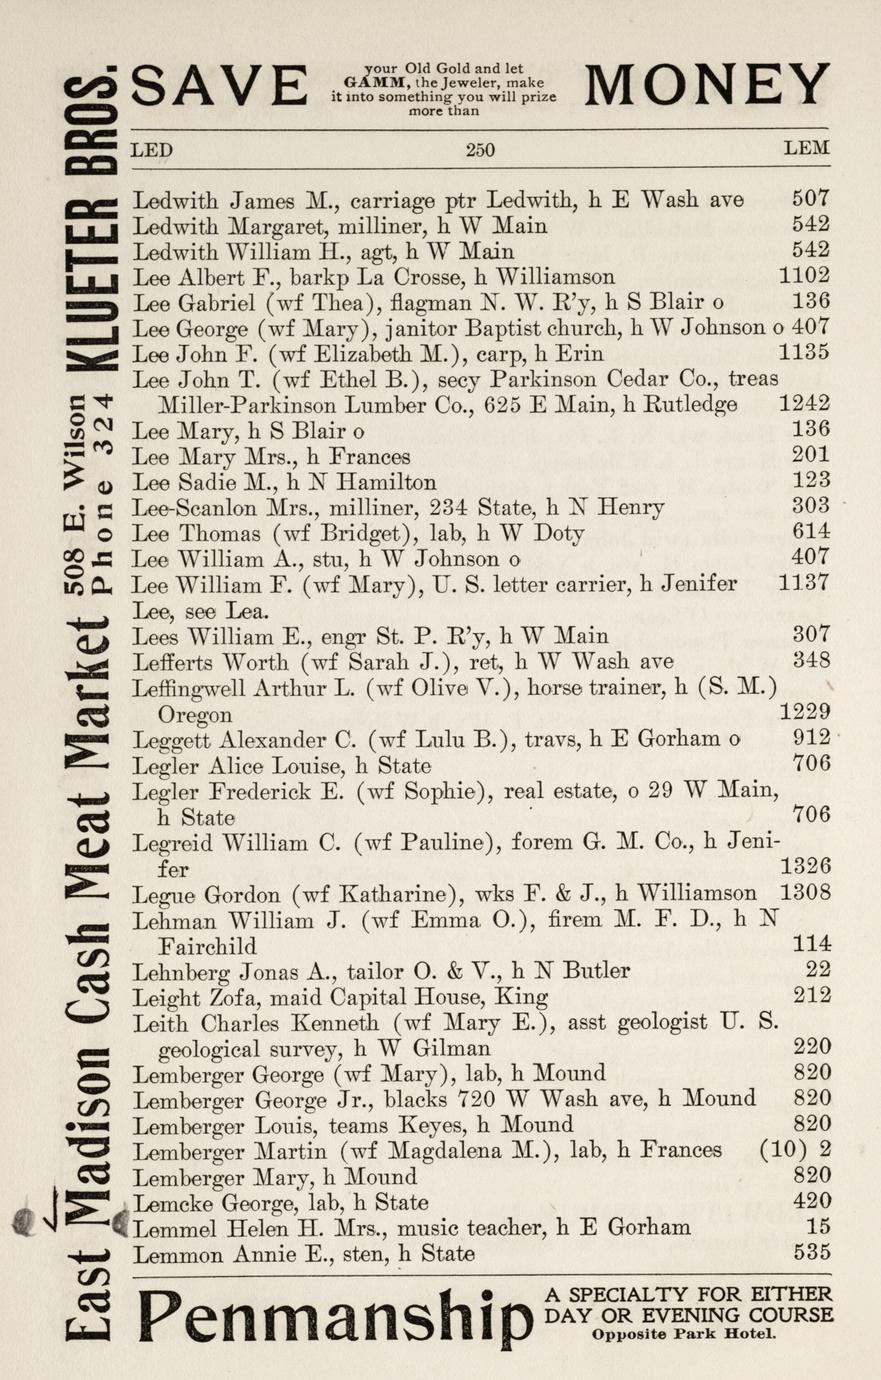 SAVE your Old Gold and let MONEY
GAMM, the Jeweler, make
it into something you will prize
more than
LED 250 LEM
Ledwith James M., carriage ptr Ledwith, h E Wash ave 507
Ledwith Margaret, milliner, h W Main 542
Ledwith William H., agt, h W Main 542
Lee Albert F., barkp La Crosse, h Williamson 1102
Lee Gabriel (wf Thea), flagman N. W. R'y, h S Blair o 136
Lee George (wf Mary), janitor Baptist church, h W Johnson o 407
Lee John F. (wf Elizabeth M.), carp, h Erin 1135
Lee John T. (wf Ethel B.), secy Parkinson Cedar Co., treas
Miller-Parkinson Lumber Co., 625 E Main, h Rutledge 1242
Lee Mary, h S Blair o 136
Lee Mary Mrs., h Frances 201
Lee Sadie M., h N Hamilton 123
Lee-Scanlon Mrs., milliner, 234 State, h N Henry 303
Lee Thomas (wf Bridget), lab, h W Doty 614
Lee William A., stu, h W Johnson o 407
Lee William F. (wf Mary), U. S. letter carrier, h Jenifer 1137
Lee, see Lea.
Lees William E., engr St. P. R'y, h W Main 307
Lefferts Worth (wf Sarah J.), ret, h W Wash ave 348
Leffingwell Arthur L. (wf Olive V.), horse trainer, h (S. M.)
Oregon 1229
Leggett Alexander C. (wf Lulu B.), travs, h E Gorham o 912
Legler Alice Louise, h State 706
Legler Frederick E. (wf Sophie), real estate, o 29 W Main,
h State 706
Legreid William C. (wf Pauline), forem G. M. Co., h Jeni-
fer 1326
Legue Gordon (wf Katharine), wks F. & J., h Williamson 1308
Lehman William J. (wf Emma O.), firem M. F. D., h N
Fairchild 114
Lehnberg Jonas A., tailor O. & V., h N Butler 22
Leight Zofa, maid Capital House, King 212
Leith Charles Kenneth (wf Mary E.), asst geologist U. S.
geological survey, h W Gilman 220
Lemberger George (wf Mary), lab, h Mound 820
Lemberger George Jr., blacks 720 W Wash ave, h Mound 820
Lemberger Louis, teams Keyes, h Mound 820
Lemberger Martin (wf Magdalena M.), lab, h Frances (10) 2
Lemberger Mary, h Mound 820
Lemcke George, lab, h State 420
Lemmel Helen H. Mrs., music teacher, h E Gorham 15
Lemmon Annie E., sten, h State 535
Penmanship A SPECIALTY FOR EITHER
DAY OR EVENING COURSE
Opposite Park Hotel.
East Madison Cash Meat Market 508 E. Wilson Phone 324 KLUETER BROS.